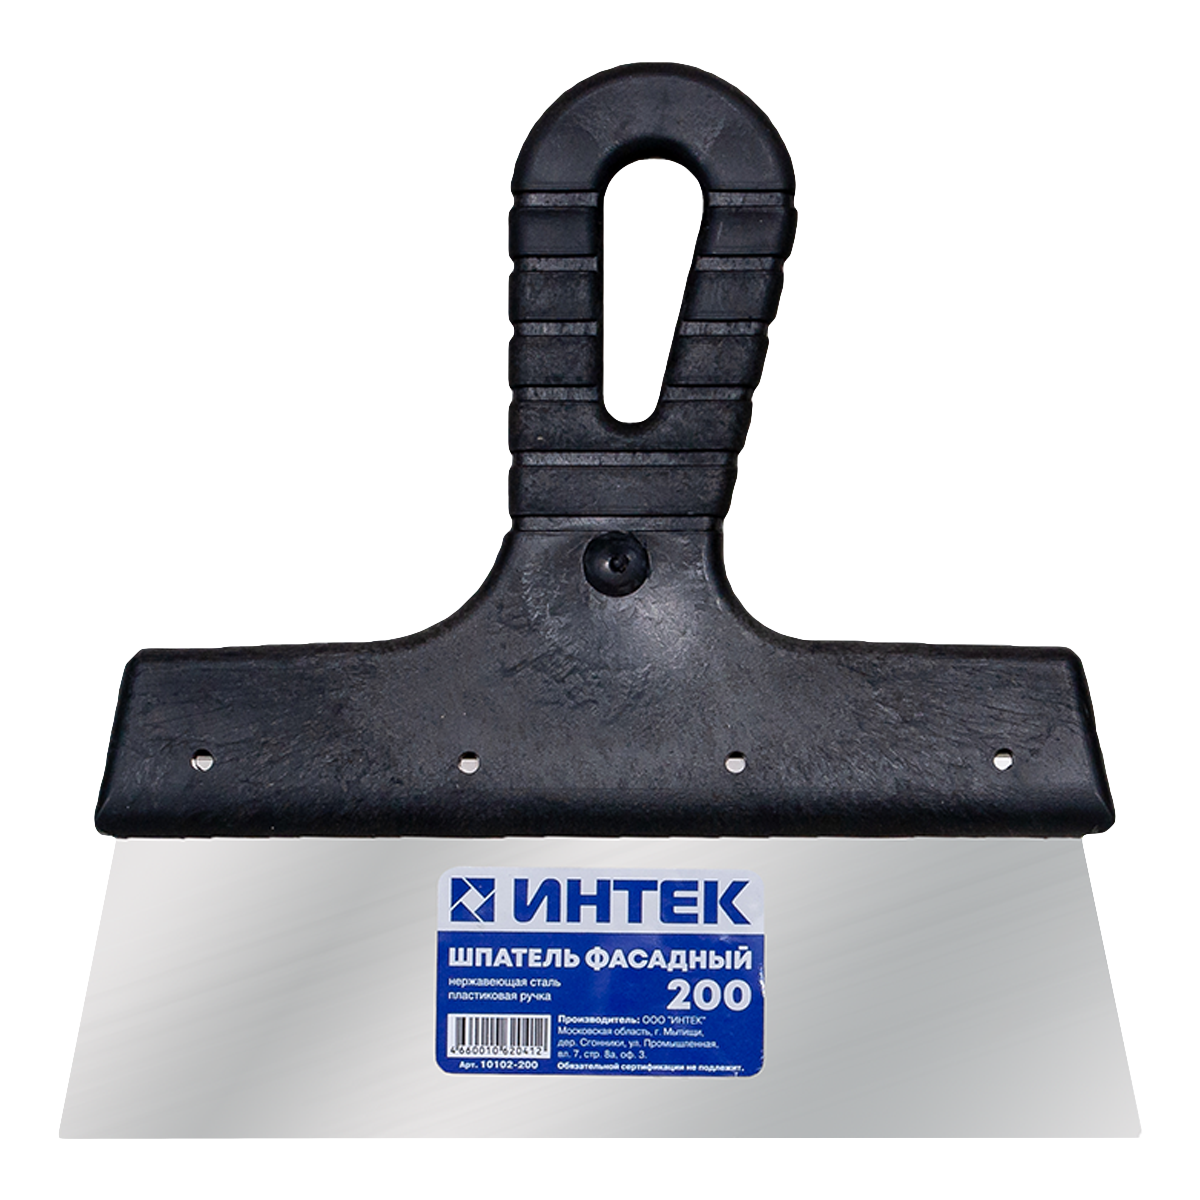 ИНТЕК
ШПАТЕЛЬ ФАСАДНЫЙ
нержавеющая сталь
пластиковая ручка
200
4660010620412
Арт. 10102-200
Производитель: ООО "ИНТЕК"
Московская область, г. Мытищи,
дер. Сгонники, ул. Промышленная,
вл. 7, стр. 8а, оф. 3.
Обязательной сертификации не подлежит.